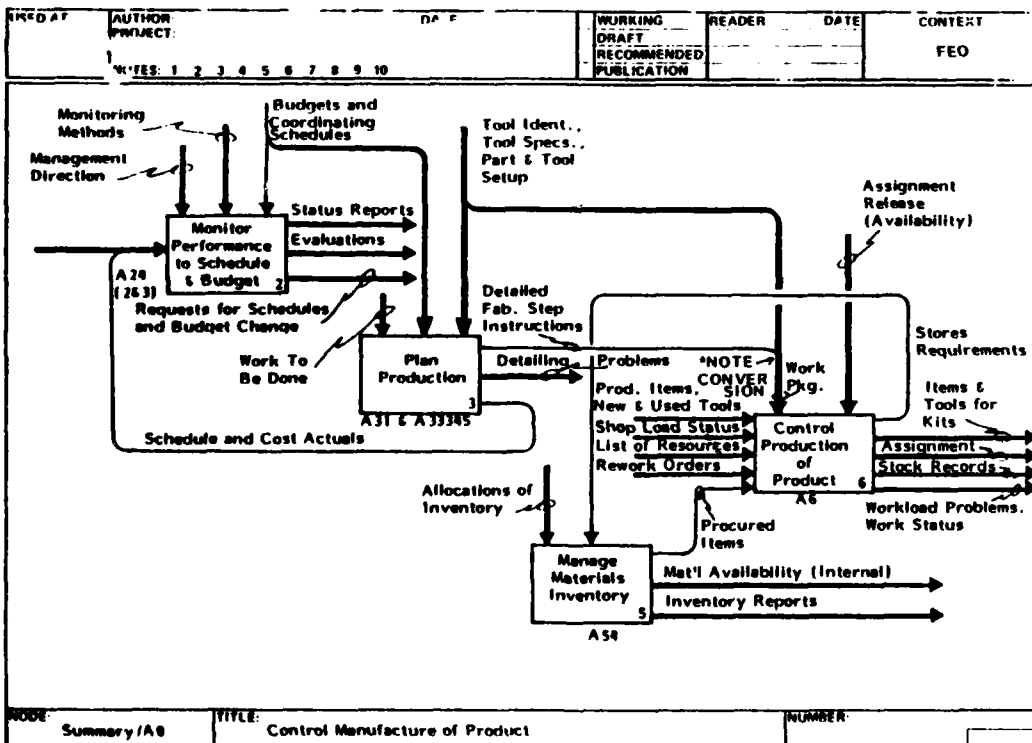 USED AT
AUTHOR:
PROJECT:
NOTES: 1 2 3 4 5 6 7 8 9 10
WORKING
DRAFT
RECOMMENDED
PUBLICATION
READER DATE
CONTEXT
FEO
Monitoring
Methods
Management
Direction
Budgets and
Coordinating
Schedules
Tool Ident.,
Tool Specs.,
Part & Tool
Setup
Assignment
Release
(Availability)
Monitor
Performance
to Schedule
& Budget
2
Status Reports
Evaluations
Requests for Schedules
and Budget Change
Work To
Be Done
Plan
Production
3
A31 & A33345
Schedule and Cost Actuals
Detailed
Fab. Step
Instructions
Detailing
Problems
*NOTE
CONVER
SION
Work
Pkg.
Stores
Requirements
Prod. Items,
New & Used Tools
Shop Load Status
List of Resources
Rework Orders
Control
Production
of
Product
6
A6
Items &
Tools for
Kits
Assignment
Stock Records
Workload Problems.
Work Status
Allocations of
Inventory
Procured
Items
Manage
Materials
Inventory
5
Mat'l Availability (Internal)
Inventory Reports
NODE:
Summary/A0
TITLE:
Control Manufacture of Product
NUMBER: